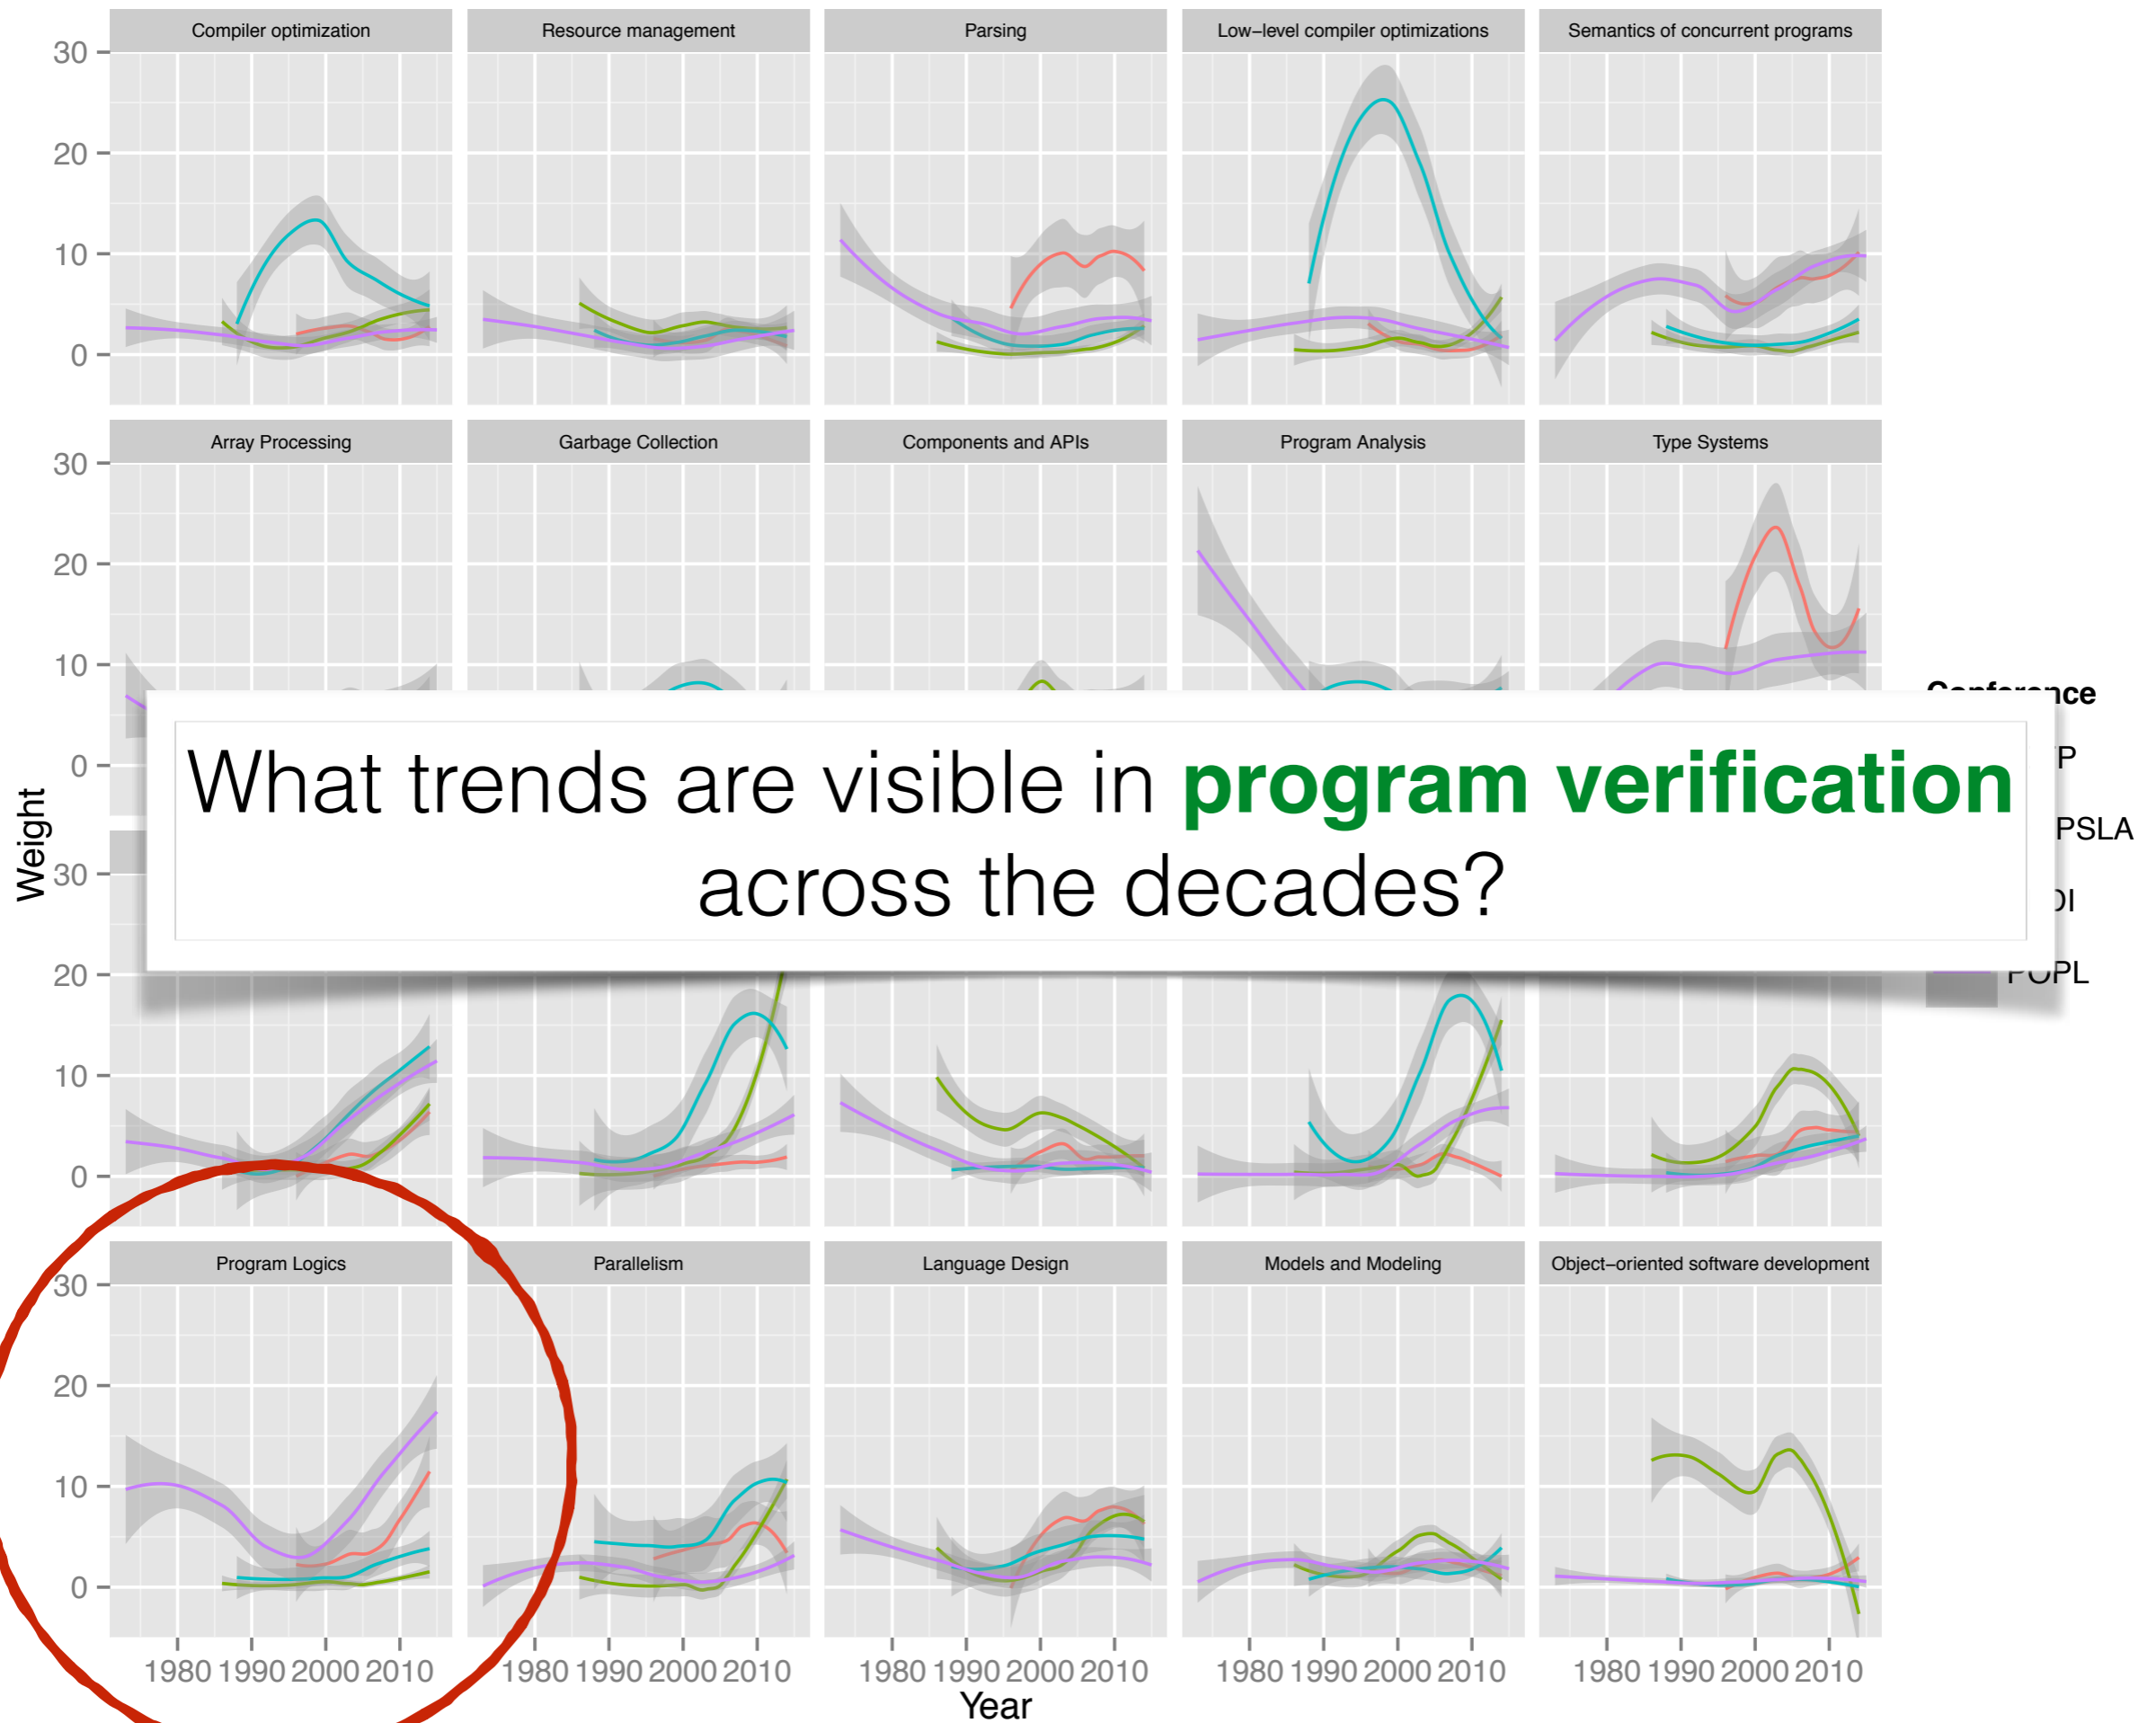 Compiler optimization Resource management Parsing Low−level compiler optimizations Semantics of concurrent programs
30
20
10
0
Array Processing Garbage Collection Components and APIs Program Analysis Type Systems
30
20
10
0
Conference
P
PSLA
DI
POPL
What trends are visible in program verification
across the decades?
Weight
30
20
10
0
Program Logics Parallelism Language Design Models and Modeling Object−oriented software development
30
20
10
0
1980 1990 2000 2010 1980 1990 2000 2010 1980 1990 2000 2010 1980 1990 2000 2010 1980 1990 2000 2010
Year